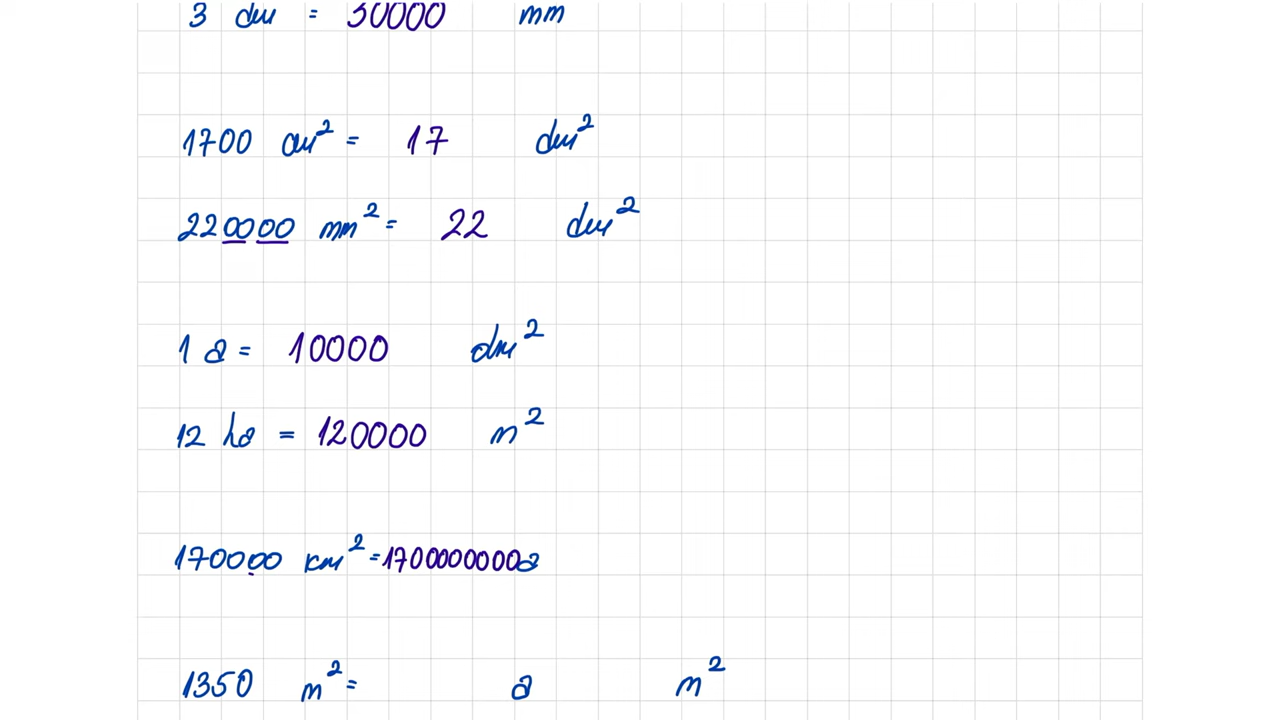 3 dm = 30000 mm
1700 cm² = 17 dm²
220000 mm² = 22 dm²
1 a = 10000 dm²
12 ha = 120000 m²
170000 km² = 1700000000 a
1350 m² = a m²